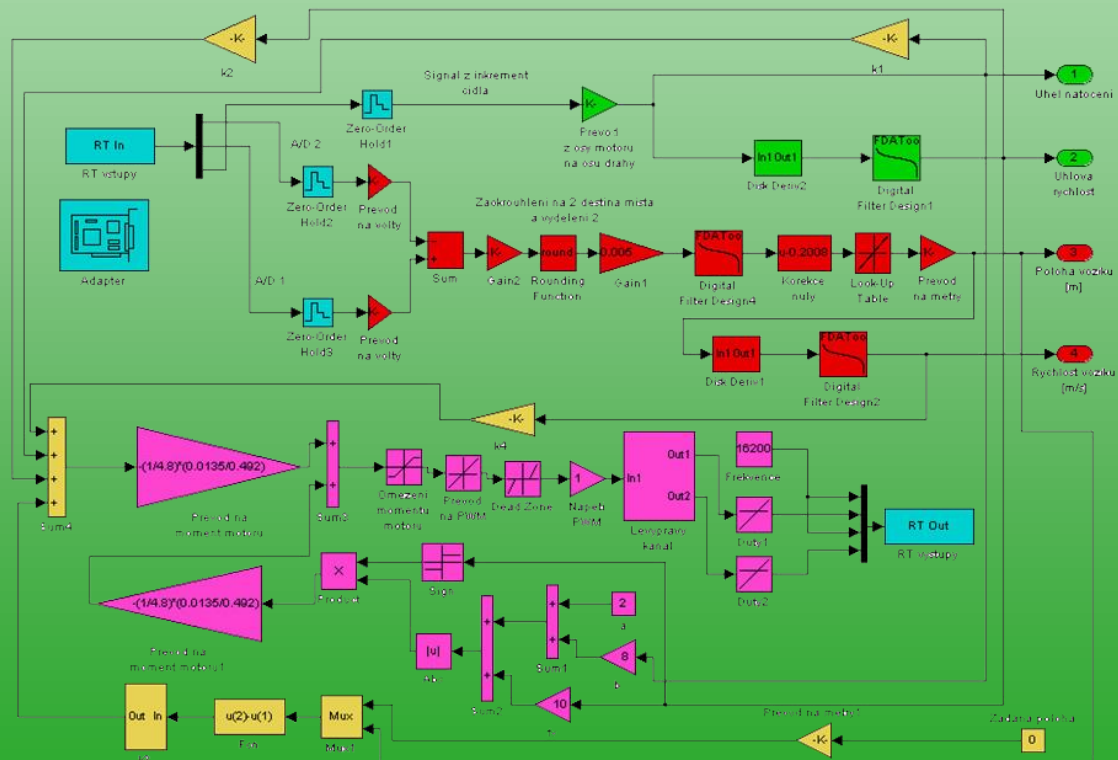 -K-
k2
-K-
k1
Signal z inkrement
cidla
K-
Prevod
z osy motoru
na osu drahy
1
Uhel natoceni
RT In
RT vstupy
A/D 2
Zero-Order
Hold1
In1 Out1
Disk Deriv2
FDAToo
Digital
Filter Design1
2
Uhlova
rychlost
Zero-Order
Hold2
K-
Prevod
na volty
Zaokrouhleni na 2 destina mista
a vydeleni 2
Adapter
A/D 1
Sum
K-
Gain2
round
Rounding
Function
0.005
Gain1
FDAToo
Digital
Filter Design4
u-0.2008
Korekce
nuly
Look-Up
Table
K-
Prevod
na metry
3
Poloha voziku
[m]
Zero-Order
Hold3
K-
Prevod
na volty
In1 Out1
Disk Deriv1
FDAToo
Digital
Filter Design2
4
Rychlost voziku
[m/s]
-K-
k4
Sum4
-(1/4.8)*(0.0135/0.492)
Prevod na
moment motoru
Sum3
Omezeni
momentu
motoru
Prevod
na PWM
Dead Zone
1
Napeti
PWM
In1
Out1
Out2
Levypravy
kanal
16200
Frekvence
Duty1
Duty2
RT Out
RT vystupy
-(1/4.8)*(0.0135/0.492)
Prevod na
moment motoru1
Product
Sign
|u|
Sum2
Sum1
2
a
8
b
10
Out In
u(2)-u(1)
Fcn
Mux
Mux1
Prevod na metry1
-K-
Zadana poloha
0